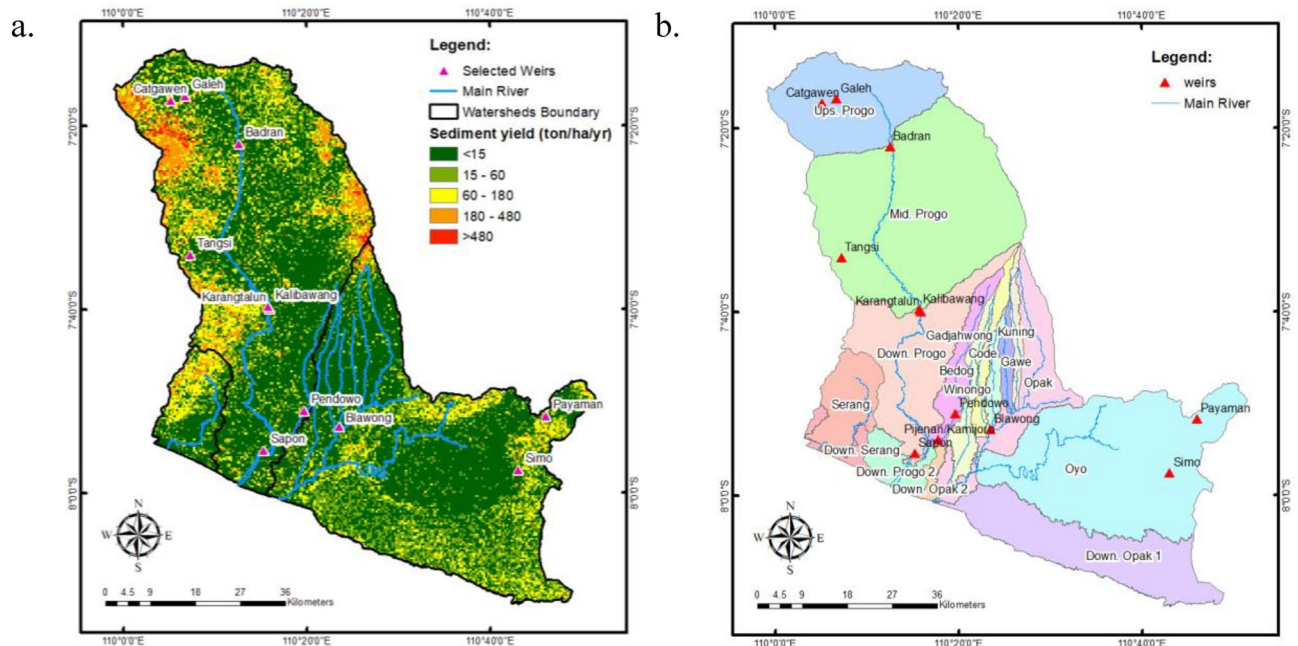 a.
110°0'0"E 110°20'0"E 110°40'0"E
7°20'0"S
7°40'0"S
8°0'0"S
Legend:
Selected Weirs
Main River
Watersheds Boundary
Sediment yield (ton/ha/yr)
<15
15 - 60
60 - 180
180 - 480
>480
Catgawen
Galeh
Badran
Tangsi
Karangtalun
Kalibawang
Pendowo
Blawong
Sapon
Payaman
Simo
N
W
E
S
0 4.5 9 18 27 36
Kilometers
110°0'0"E 110°20'0"E 110°40'0"E
b.
110°0'0"E 110°20'0"E 110°40'0"E
7°20'0"S
7°40'0"S
8°0'0"S
Legend:
weirs
Main River
Catgawen
Galeh
Ups. Progo
Badran
Mid. Progo
Tangsi
Karangtalun
Kalibawang
Gadjahwong
Kuning
Down. Progo
Code
Gawe
Bedog
Opak
Winongo
Serang
Pendowo
Payaman
Blawong
Pijenan/Kamijoro
Sapon
Simo
Down. Serang
Oyo
Down. Progo 2
Down. Opak 2
Down. Opak 1
N
W
E
S
0 4.5 9 18 27 36
Kilometers
110°0'0"E 110°20'0"E 110°40'0"E